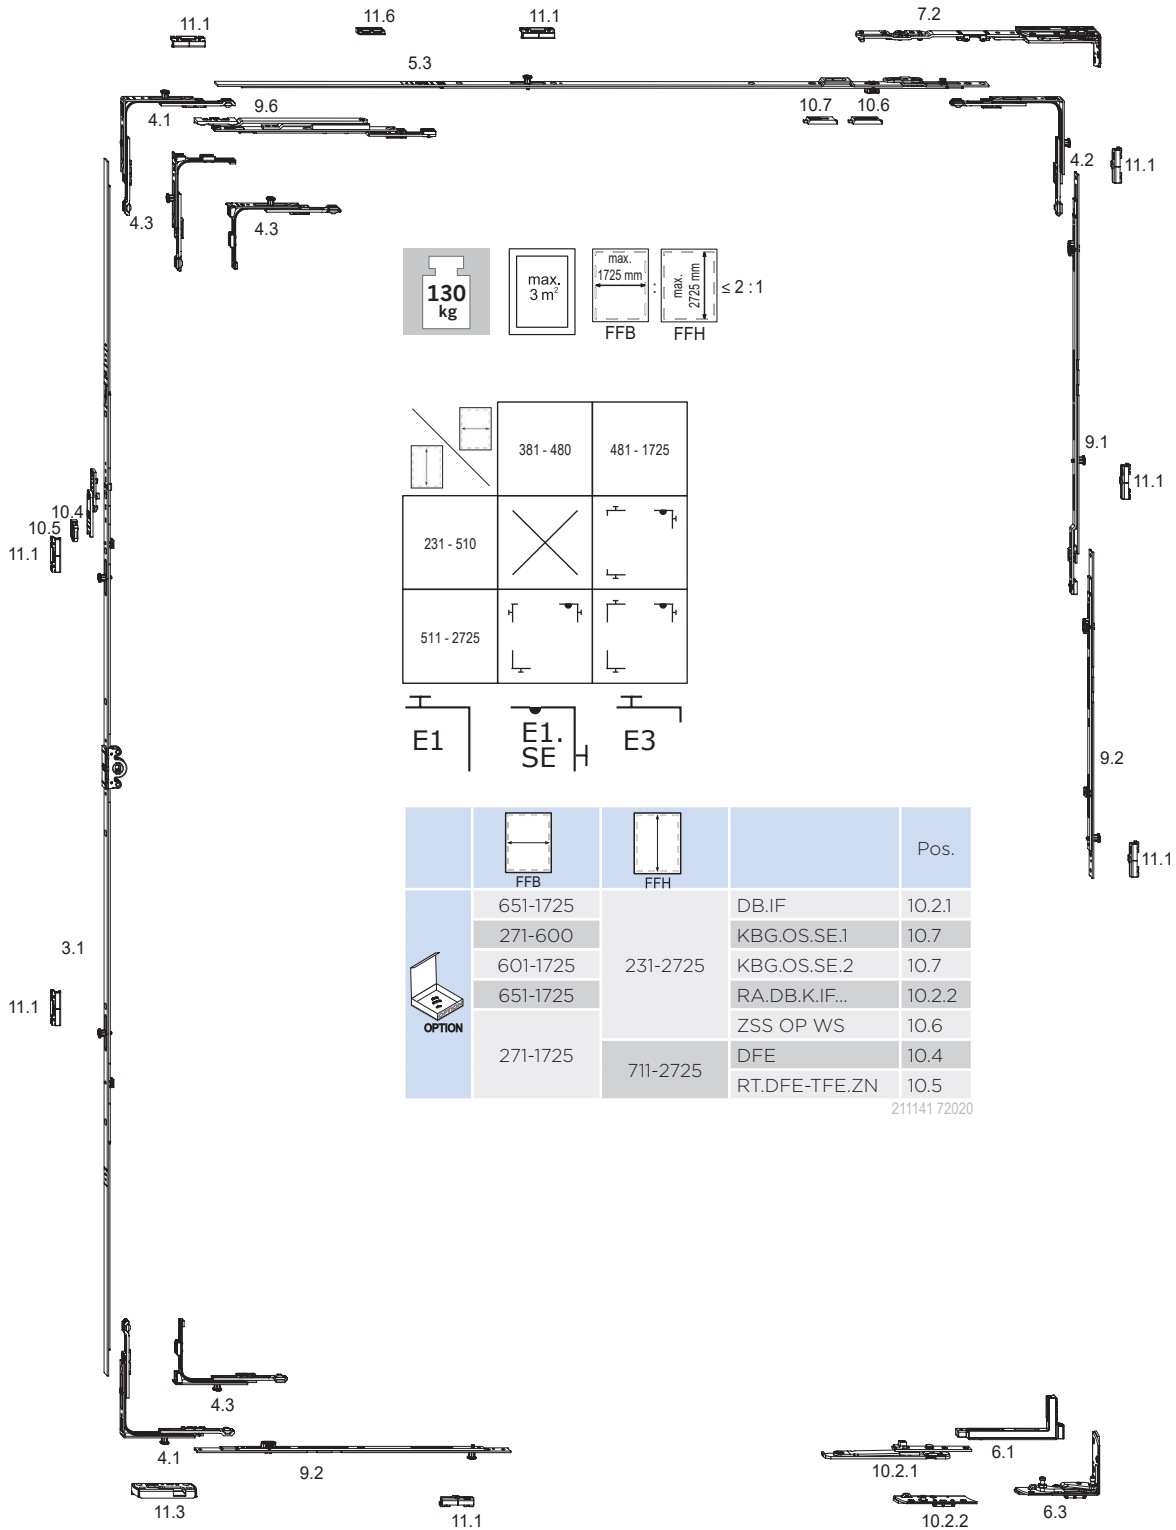 11.1
11.6
11.1
7.2
5.3
4.1
9.6
10.7
10.6
4.2
11.1
4.3
4.3
130
kg
max.
3 m²
max.
1725 mm
:
max.
2725 mm
≤ 2 : 1
FFB
FFH
381 - 480
481 - 1725
9.1
11.1
10.4
10.5
11.1
231 - 510
511 - 2725
E1
E1.
SE
E3
9.2
11.1
FFB
FFH
Pos.
651-1725
DB.IF
10.2.1
271-600
KBG.OS.SE.1
10.7
601-1725
231-2725
KBG.OS.SE.2
10.7
651-1725
RA.DB.K.IF...
10.2.2
OPTION
ZSS OP WS
10.6
271-1725
711-2725
DFE
10.4
RT.DFE-TFE.ZN
10.5
211141 72020
3.1
11.1
4.3
4.1
9.2
11.3
11.1
6.1
10.2.1
10.2.2
6.3